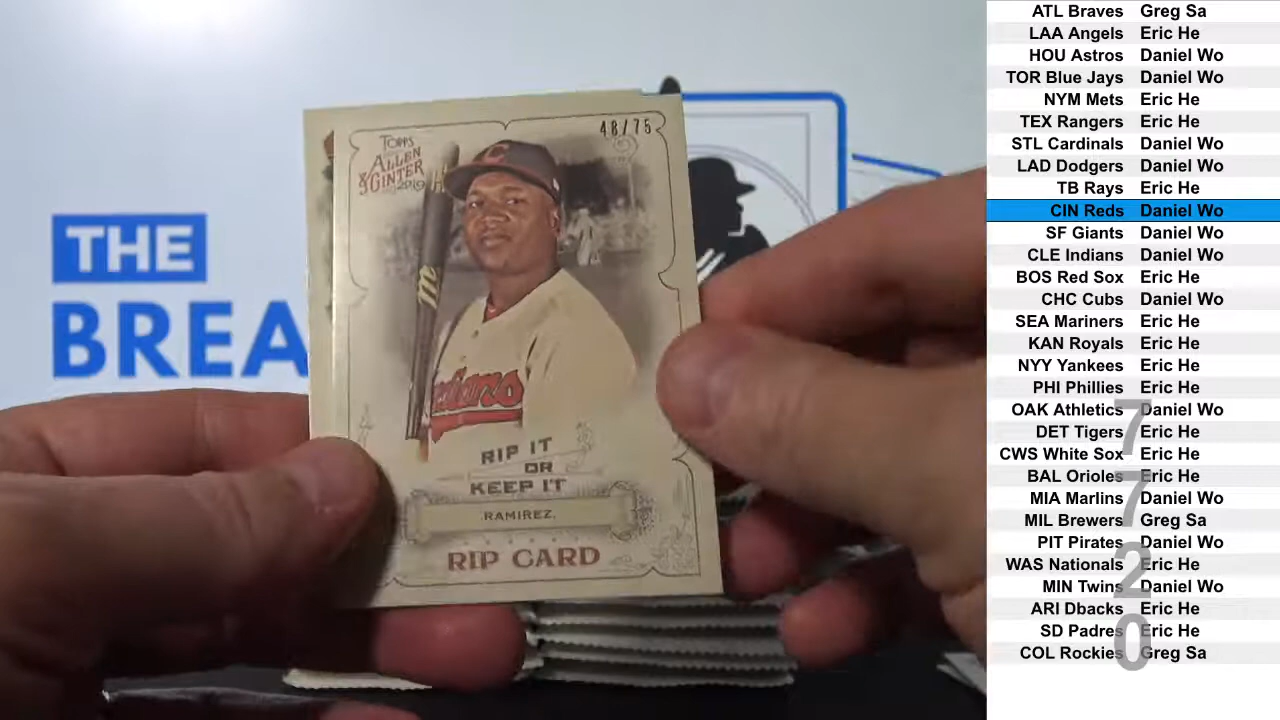 THE
BREA
TOPPS
ALLEN
& GINTER
2019
48/75
RIP IT
OR
KEEP IT
RAMIREZ
RIP CARD
ATL Braves Greg Sa
LAA Angels Eric He
HOU Astros Daniel Wo
TOR Blue Jays Daniel Wo
NYM Mets Eric He
TEX Rangers Eric He
STL Cardinals Daniel Wo
LAD Dodgers Daniel Wo
TB Rays Eric He
CIN Reds Daniel Wo
SF Giants Daniel Wo
CLE Indians Daniel Wo
BOS Red Sox Eric He
CHC Cubs Daniel Wo
SEA Mariners Eric He
KAN Royals Eric He
NYY Yankees Eric He
PHI Phillies Eric He
OAK Athletics Daniel Wo
DET Tigers Eric He
CWS White Sox Eric He
BAL Orioles Eric He
MIA Marlins Daniel Wo
MIL Brewers Greg Sa
PIT Pirates Daniel Wo
WAS Nationals Eric He
MIN Twins Daniel Wo
ARI Dbacks Eric He
SD Padres Eric He
COL Rockies Greg Sa
7
7
2
0